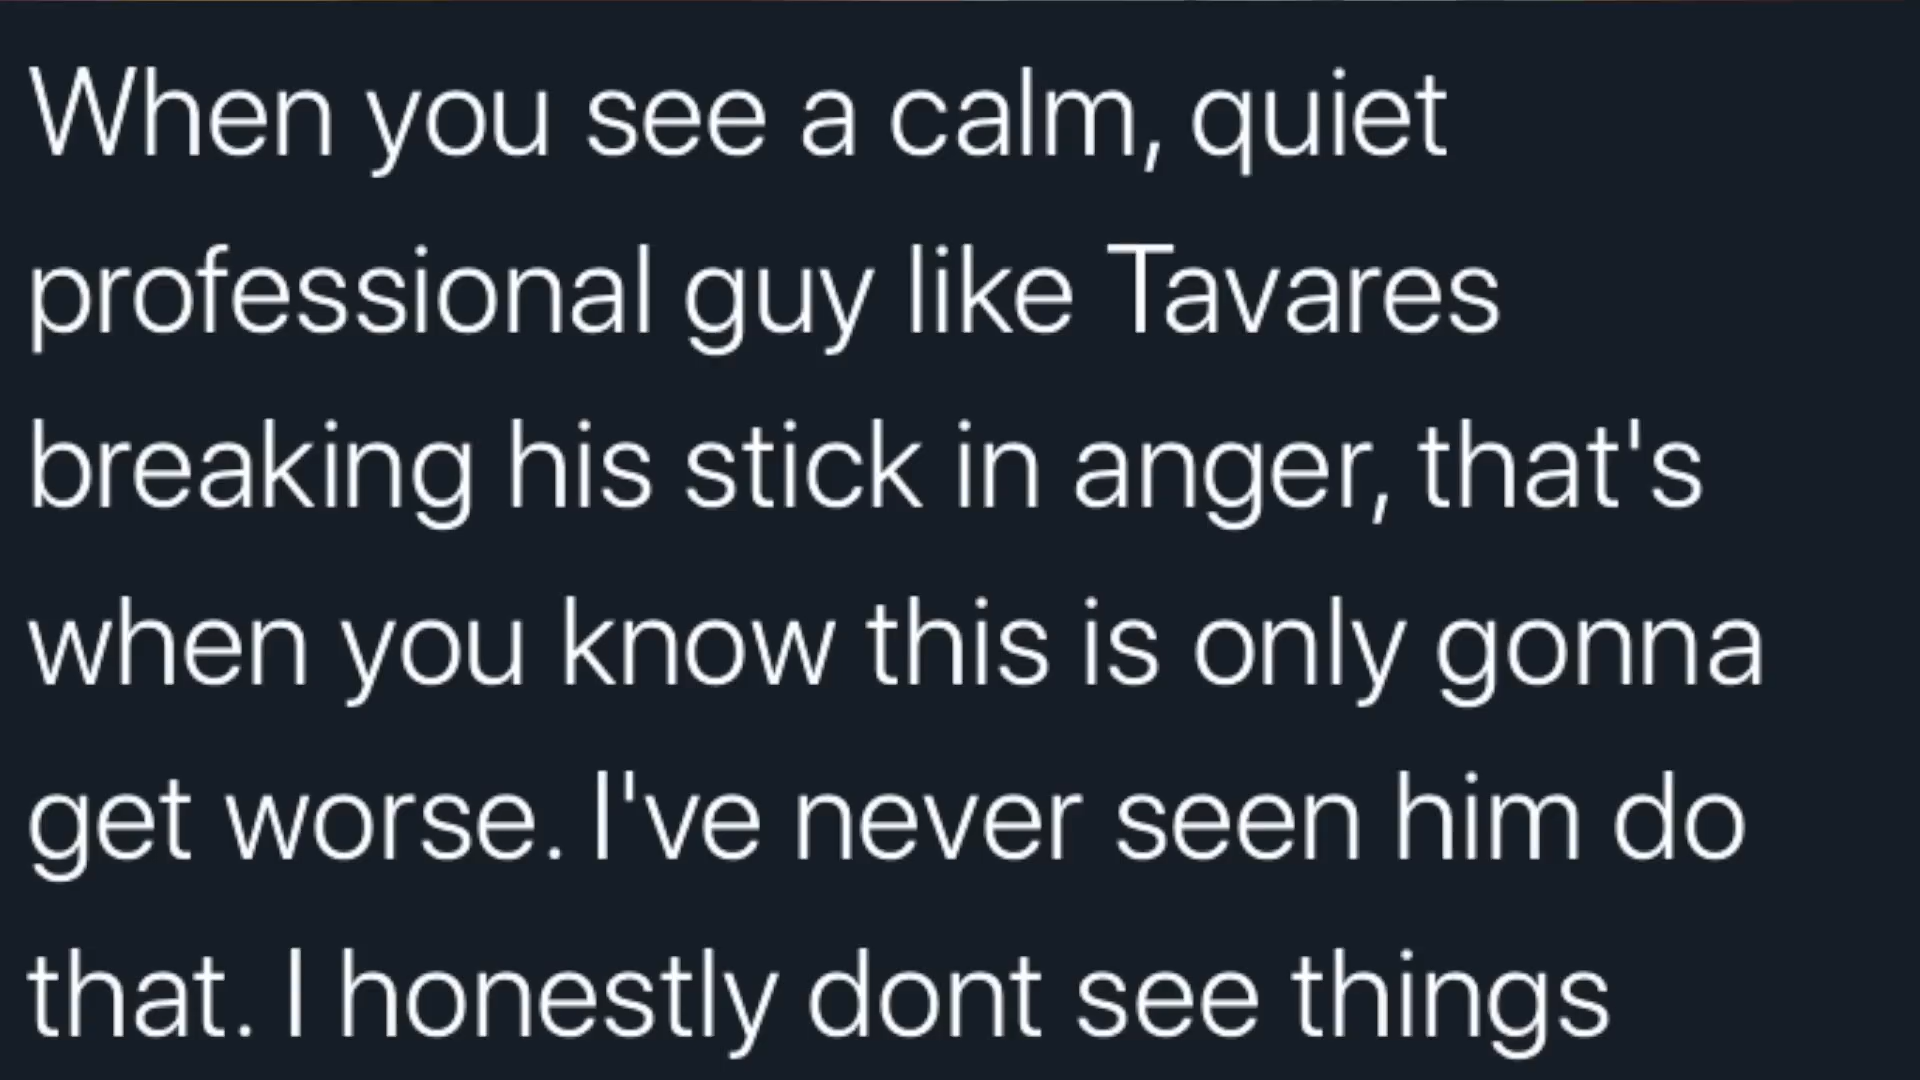 When you see a calm, quiet
professional guy like Tavares
breaking his stick in anger, that's
when you know this is only gonna
get worse. I've never seen him do
that. I honestly dont see things